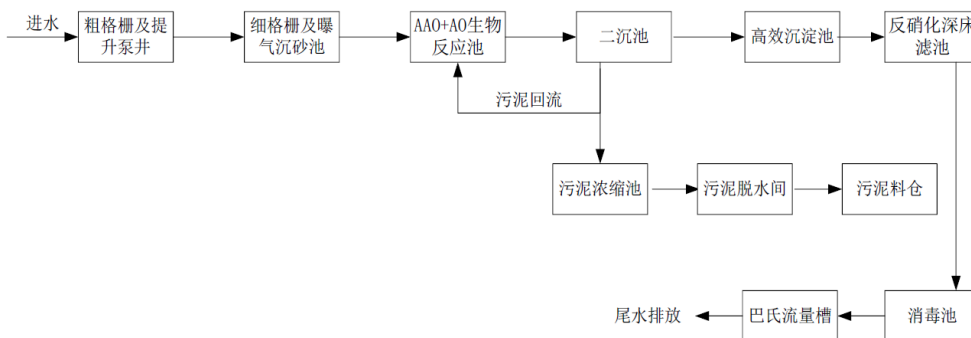 进水
粗格栅及提
升泵井
细格栅及曝
气沉砂池
AAO+AO生物
反应池
二沉池
高效沉淀池
反硝化深床
滤池
污泥回流
污泥浓缩池
污泥脱水间
污泥料仓
尾水排放
巴氏流量槽
消毒池